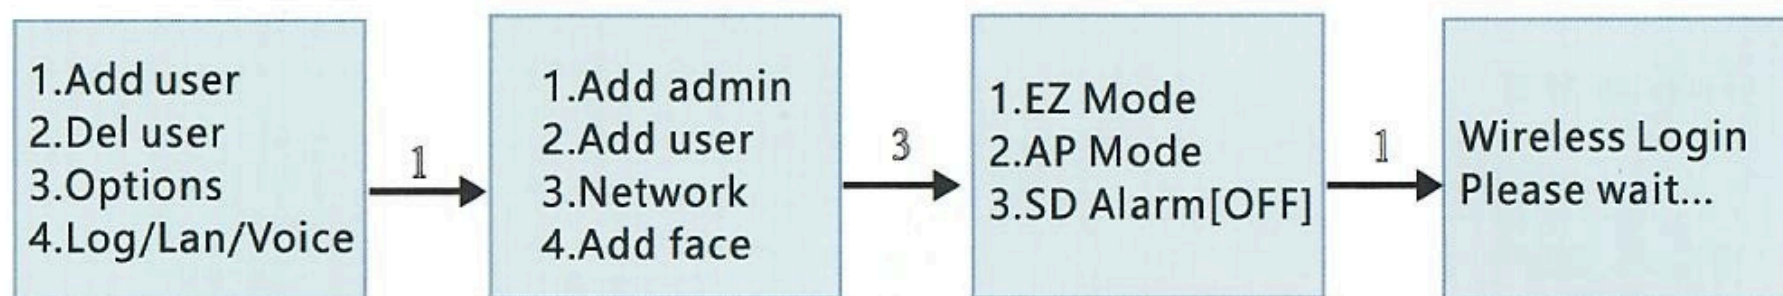 1.Add user
2.Del user
3.Options
4.Log/Lan/Voice
1
1.Add admin
2.Add user
3.Network
4.Add face
3
1.EZ Mode
2.AP Mode
3.SD Alarm[OFF]
1
Wireless Login
Please wait...